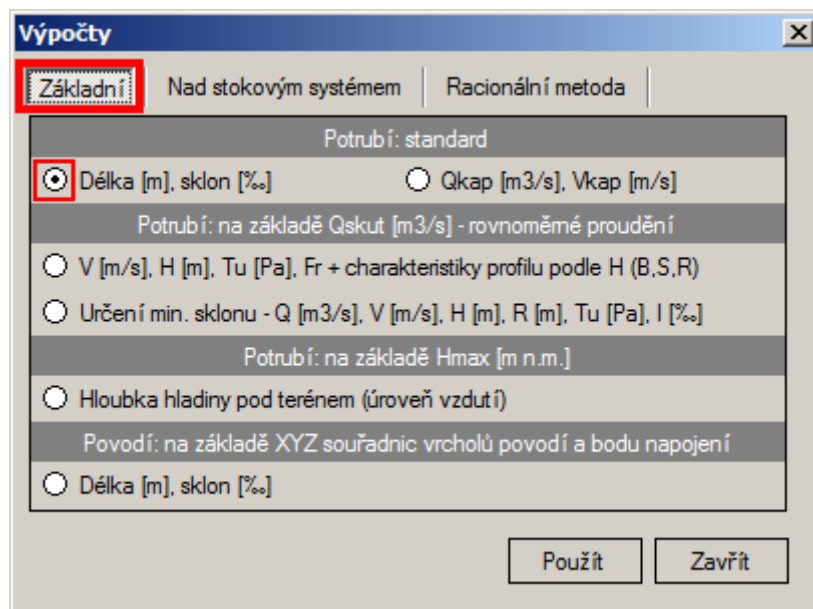 Výpočty
Základní Nad stokovým systémem Racionální metoda
Potrubí: standard
Délka [m], sklon [‰] Qkap [m3/s], Vkap [m/s]
Potrubí: na základě Qskut [m3/s] - rovnoměrné proudění
V [m/s], H [m], Tu [Pa], Fr + charakteristiky profilu podle H (B,S,R)
Určení min. sklonu - Q [m3/s], V [m/s], H [m], R [m], Tu [Pa], I [‰]
Potrubí: na základě Hmax [m n.m.]
Hloubka hladiny pod terénem (úroveň vzdutí)
Povodí: na základě XYZ souřadnic vrcholů povodí a bodu napojení
Délka [m], sklon [‰]
Použít Zavřít